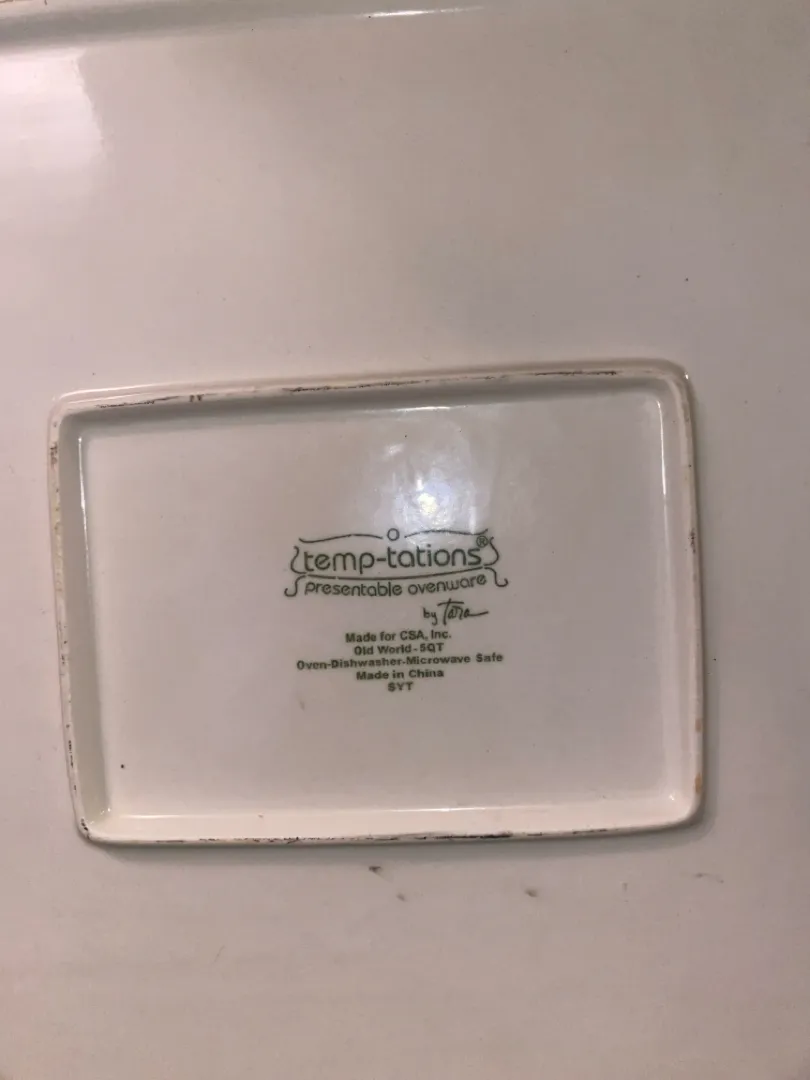 temp-tations®
presentable ovenware
by Tara
Made for CSA, Inc.
Old World-5QT
Oven-Dishwasher-Microwave Safe
Made in China
SYT